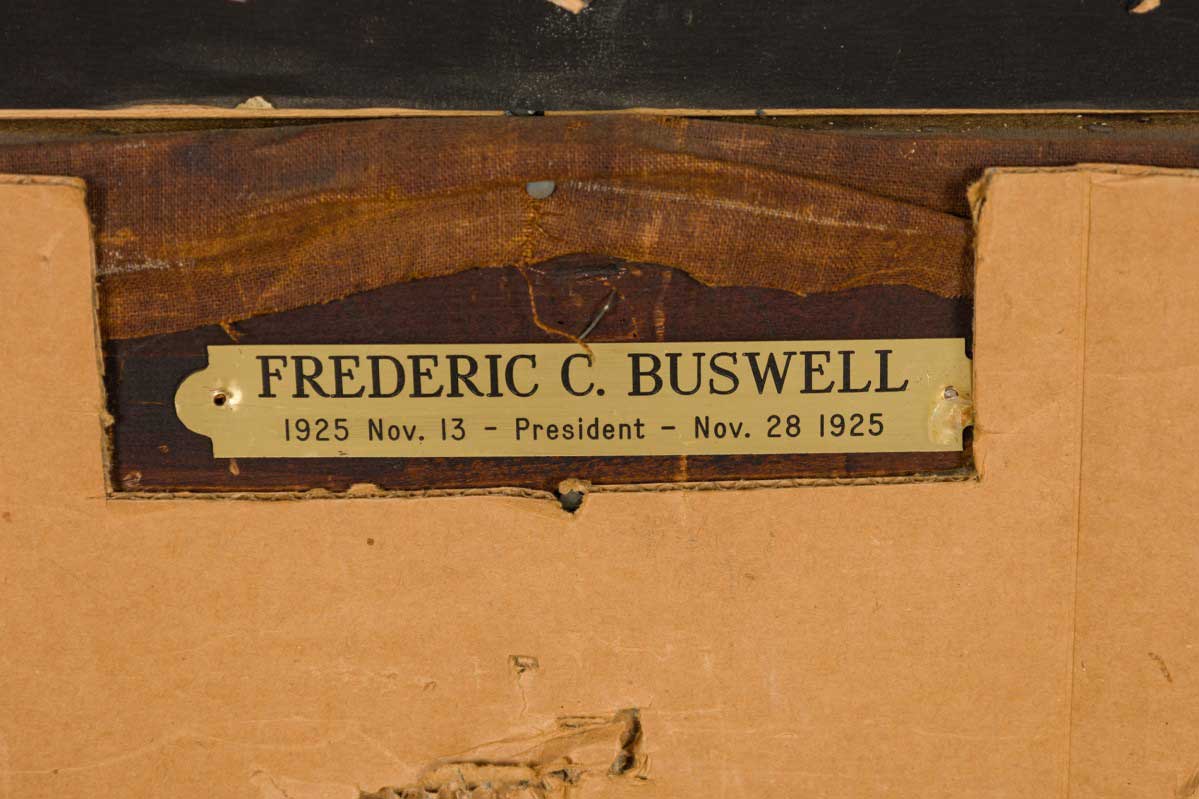 FREDERIC C. BUSWELL
1925 Nov. 13 - President - Nov. 28 1925